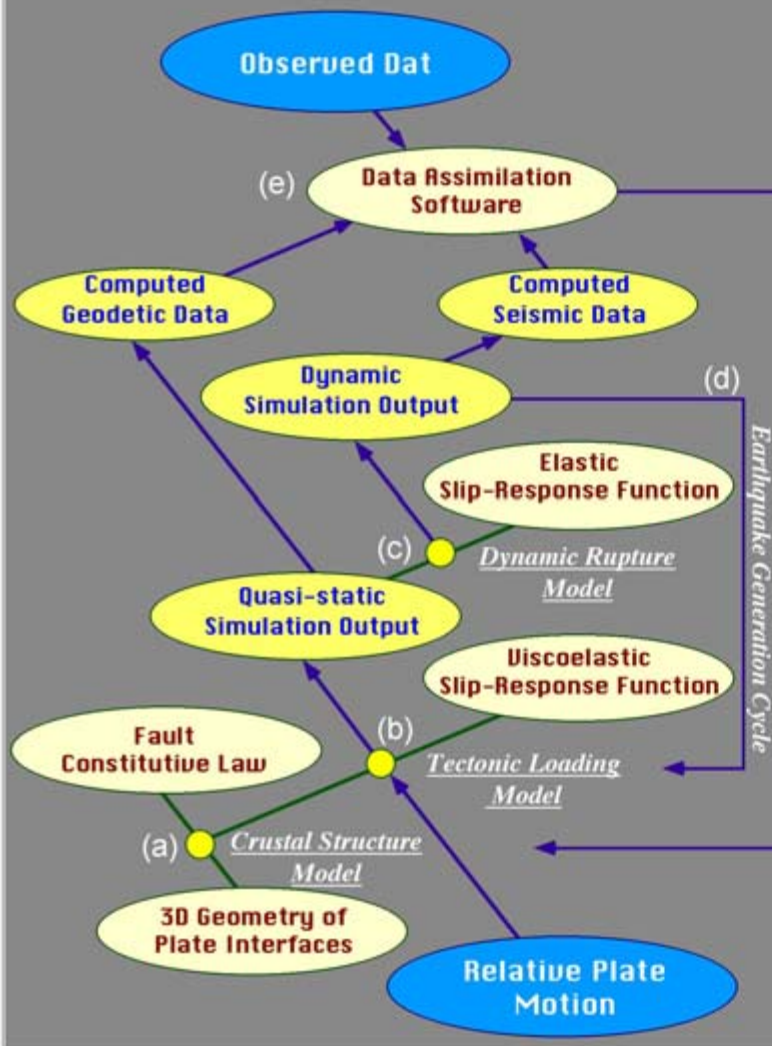 Observed Dat
(e)
Data Assimilation
Software
Computed
Geodetic Data
Computed
Seismic Data
Dynamic
Simulation Output
(d)
Earthquake Generation Cycle
Elastic
Slip-Response Function
(c)
Dynamic Rupture
Model
Quasi-static
Simulation Output
Viscoelastic
Slip-Response Function
Fault
Constitutive Law
(b)
Tectonic Loading
Model
(a)
Crustal Structure
Model
3D Geometry of
Plate Interfaces
Relative Plate
Motion